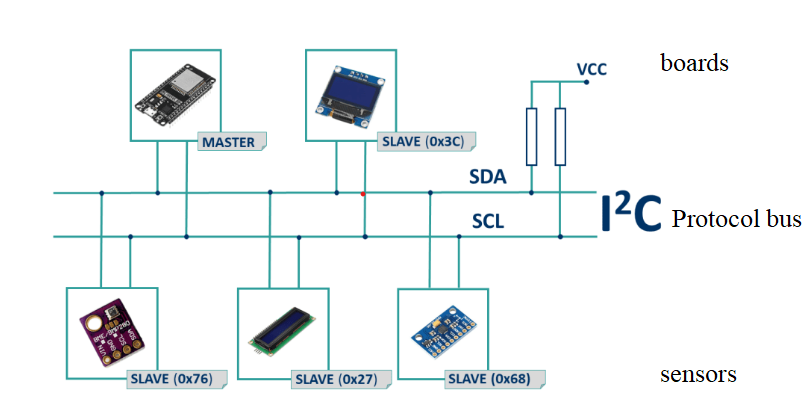 VCC
boards
MASTER
SLAVE (0x3C)
SDA
I²C Protocol bus
SCL
SLAVE (0x76)
SLAVE (0x27)
SLAVE (0x68)
sensors